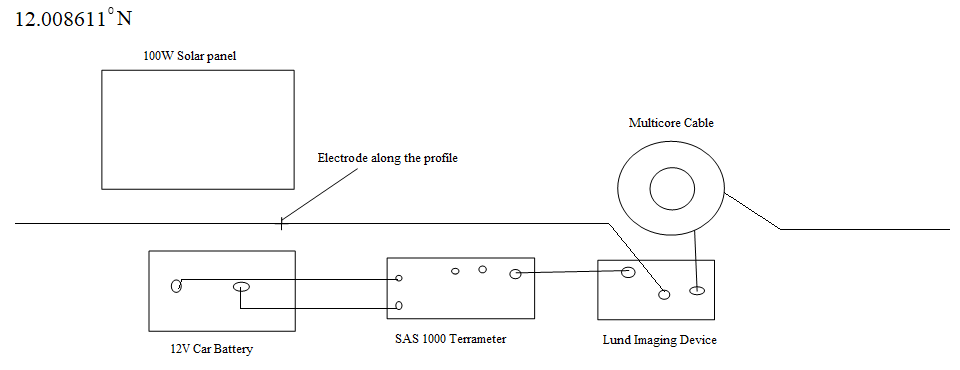 12.008611°N
100W Solar panel
Multicore Cable
Electrode along the profile
12V Car Battery
SAS 1000 Terrameter
Lund Imaging Device